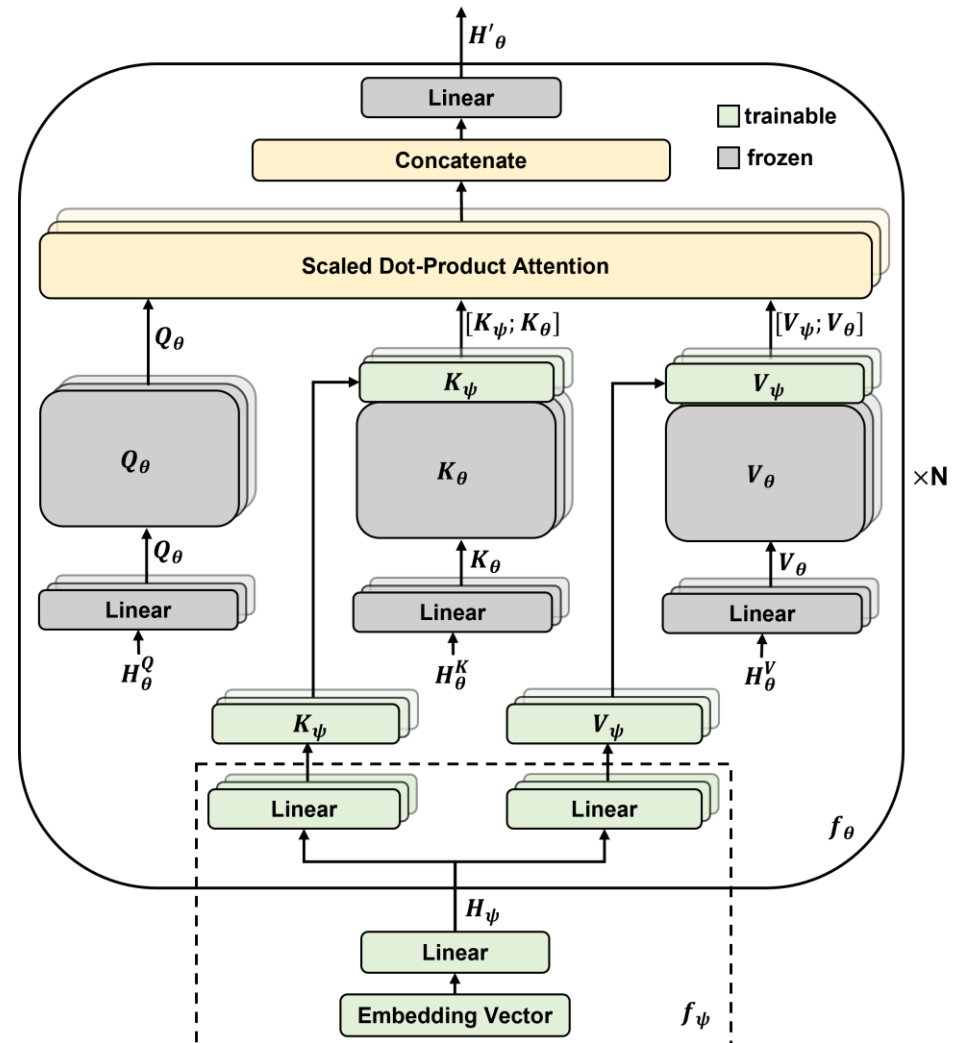 H'θ
Linear
trainable
Concatenate
frozen
Scaled Dot-Product Attention
Qθ [Kψ; Kθ] [Vψ; Vθ]
Kψ Vψ
Qθ Kθ Vθ
×N
Qθ Kθ Vθ
Linear Linear Linear
H^Q_θ H^K_θ H^V_θ
Kψ Vψ
Linear Linear
fθ
Hψ
Linear
Embedding Vector
fψ